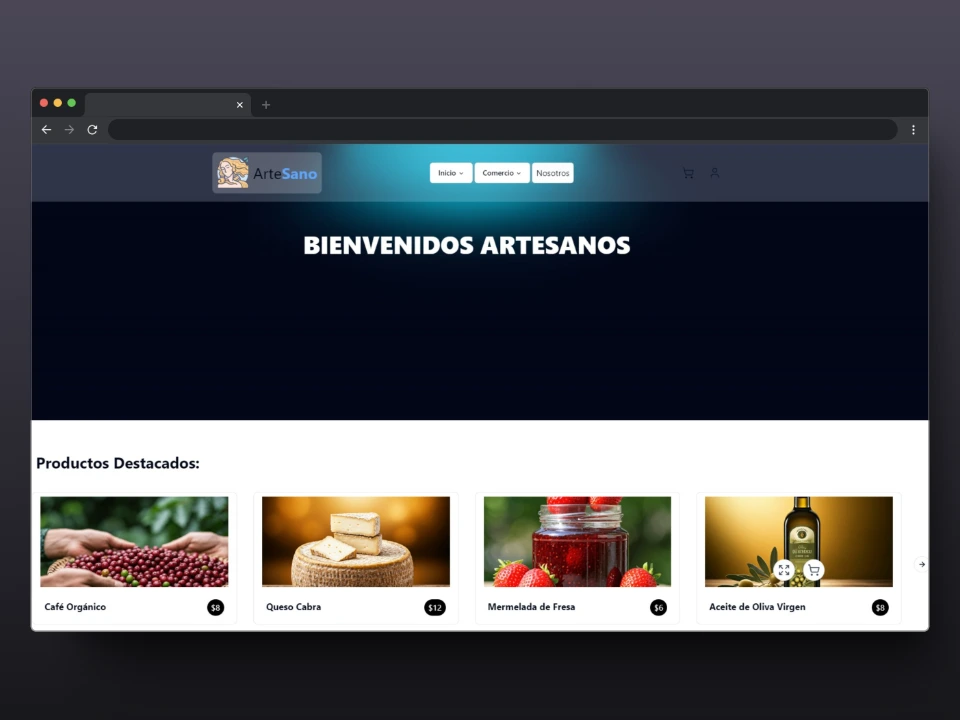 ArteSano
Inicio
Comercio
Nosotros
BIENVENIDOS ARTESANOS
Productos Destacados:
Café Orgánico
$8
Queso Cabra
$12
Mermelada de Fresa
$6
Aceite de Oliva Virgen
$8